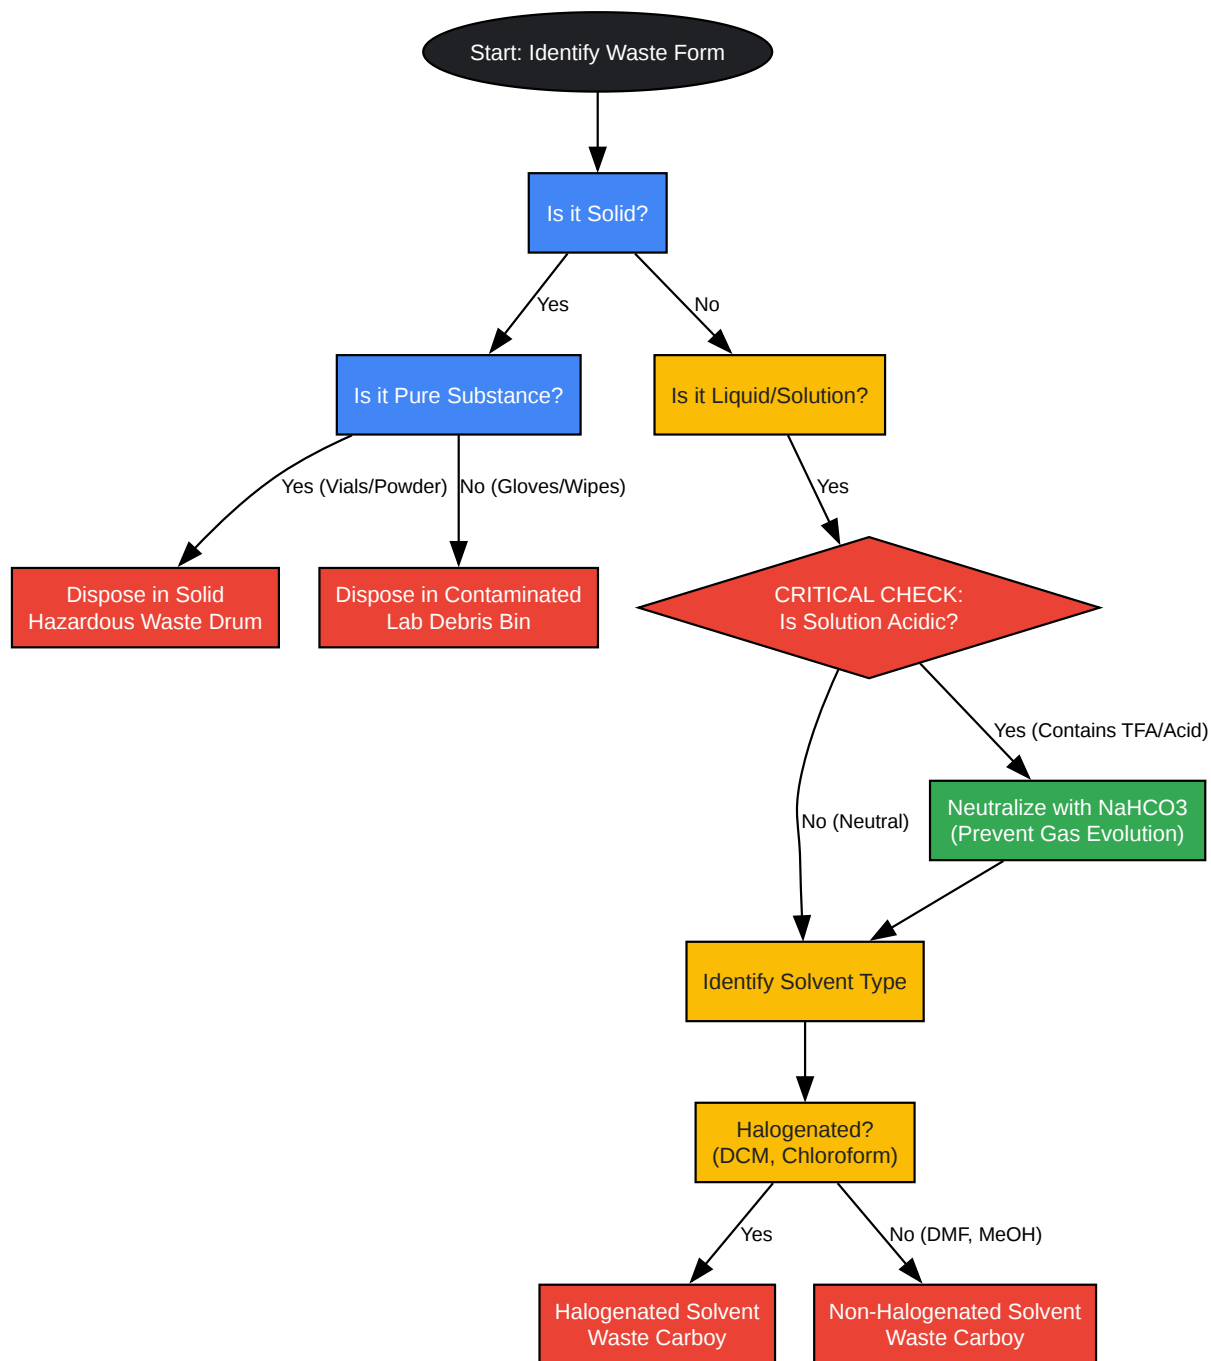 Start: Identify Waste Form
Is it Solid?
Yes
No
Is it Pure Substance?
Is it Liquid/Solution?
Yes (Vials/Powder)
No (Gloves/Wipes)
Yes
Dispose in Solid
Hazardous Waste Drum
Dispose in Contaminated
Lab Debris Bin
CRITICAL CHECK:
Is Solution Acidic?
Yes (Contains TFA/Acid)
No (Neutral)
Neutralize with NaHCO3
(Prevent Gas Evolution)
Identify Solvent Type
Halogenated?
(DCM, Chloroform)
Yes
No (DMF, MeOH)
Halogenated Solvent
Waste Carboy
Non-Halogenated Solvent
Waste Carboy